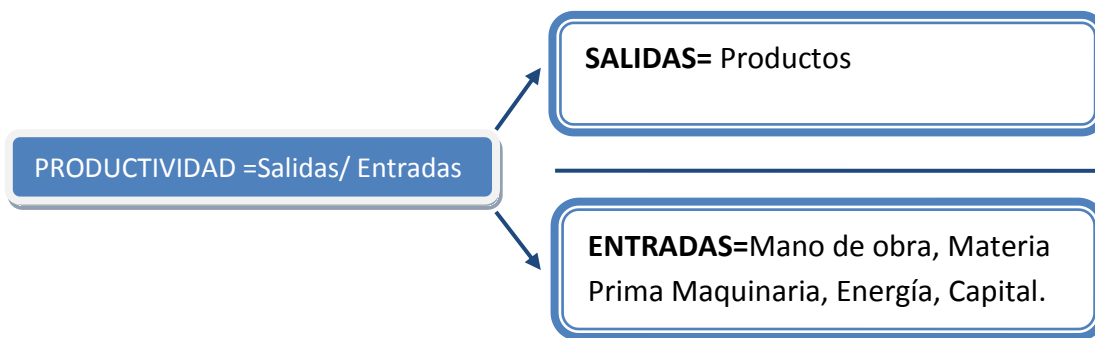 SALIDAS= Productos
PRODUCTIVIDAD =Salidas/ Entradas
ENTRADAS=Mano de obra, Materia
Prima Maquinaria, Energía, Capital.